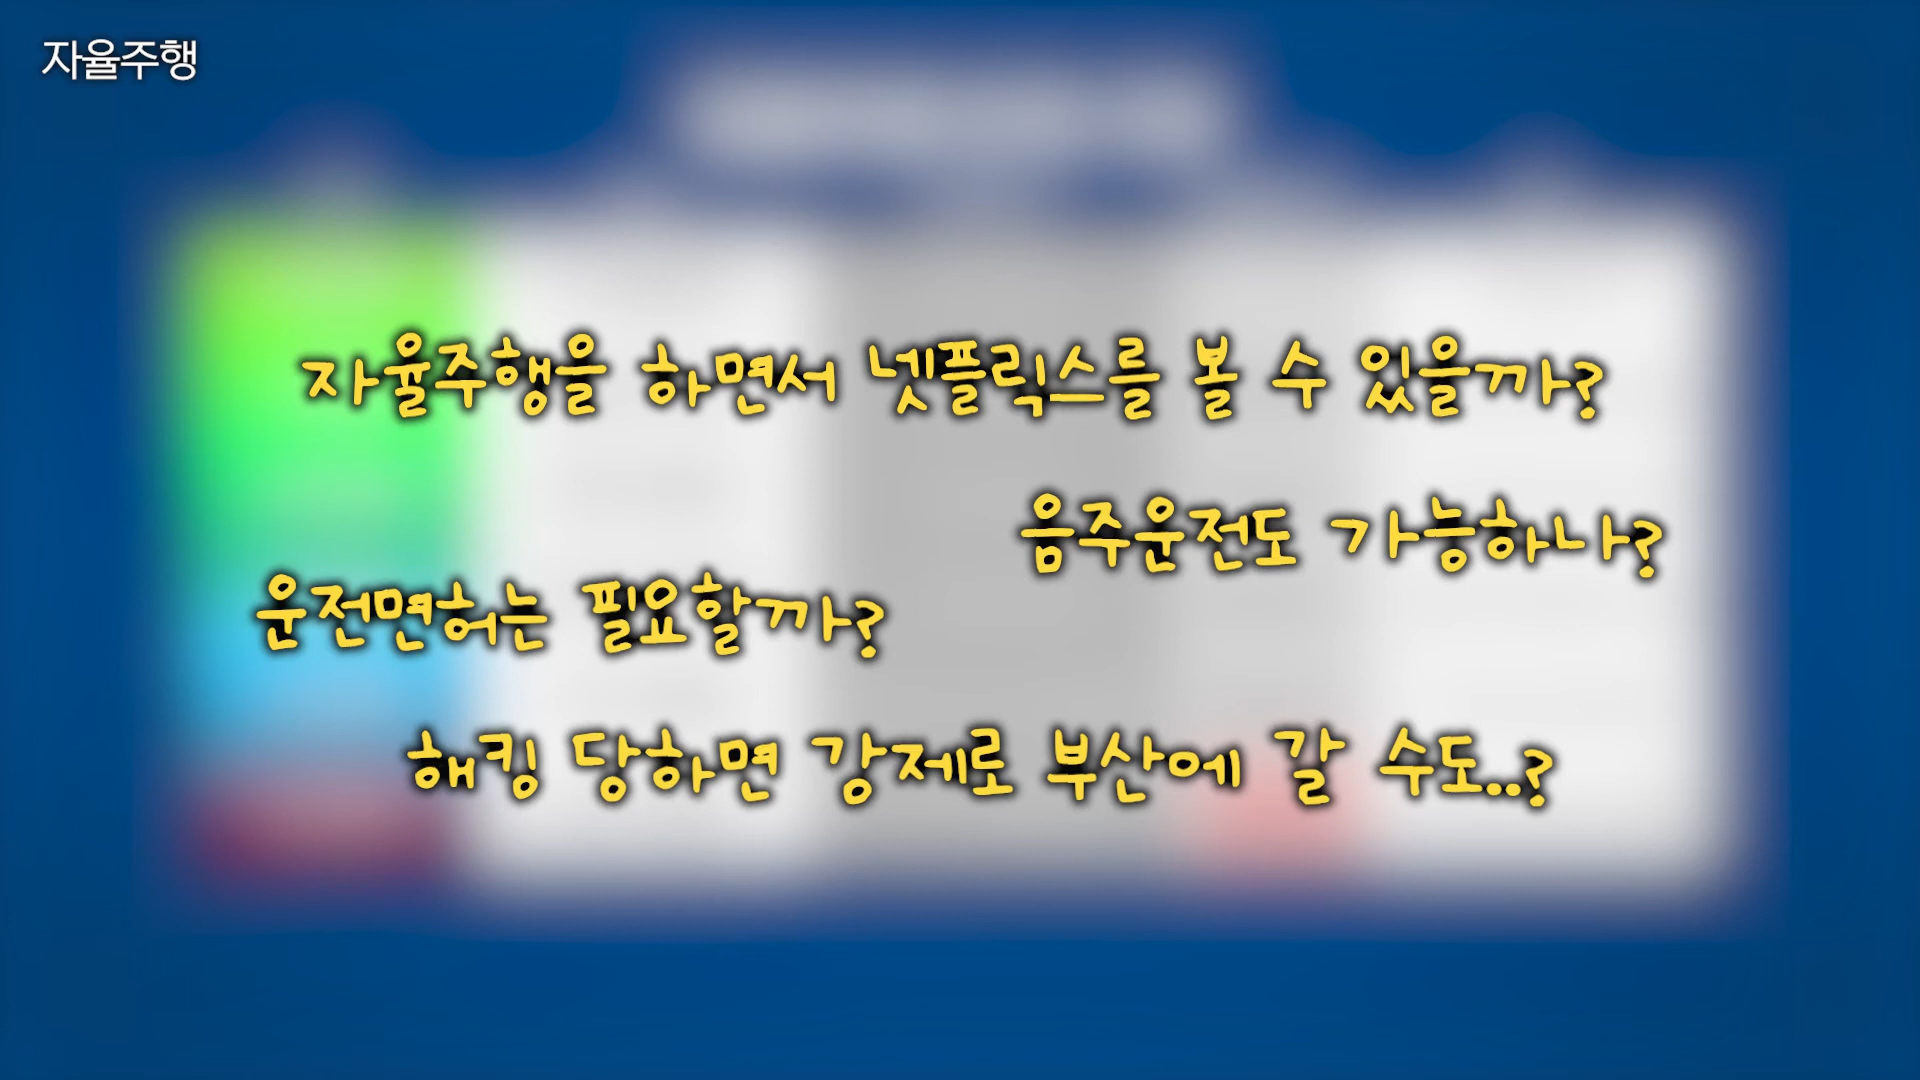 자율주행
자율주행을 하면서 넷플릭스를 볼 수 있을까?
음주운전도 가능하나?
운전면허는 필요할까?
해킹 당하면 강제로 부산에 갈 수도..?